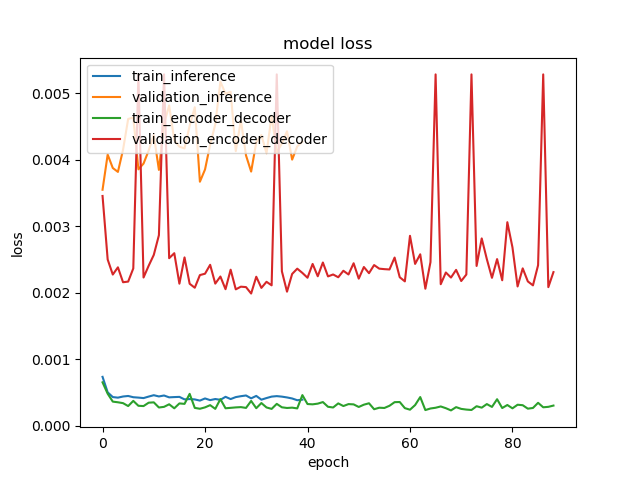 model loss
train_inference
validation_inference
train_encoder_decoder
validation_encoder_decoder
loss
0.005
0.004
0.003
0.002
0.001
0.000
0 20 40 60 80
epoch